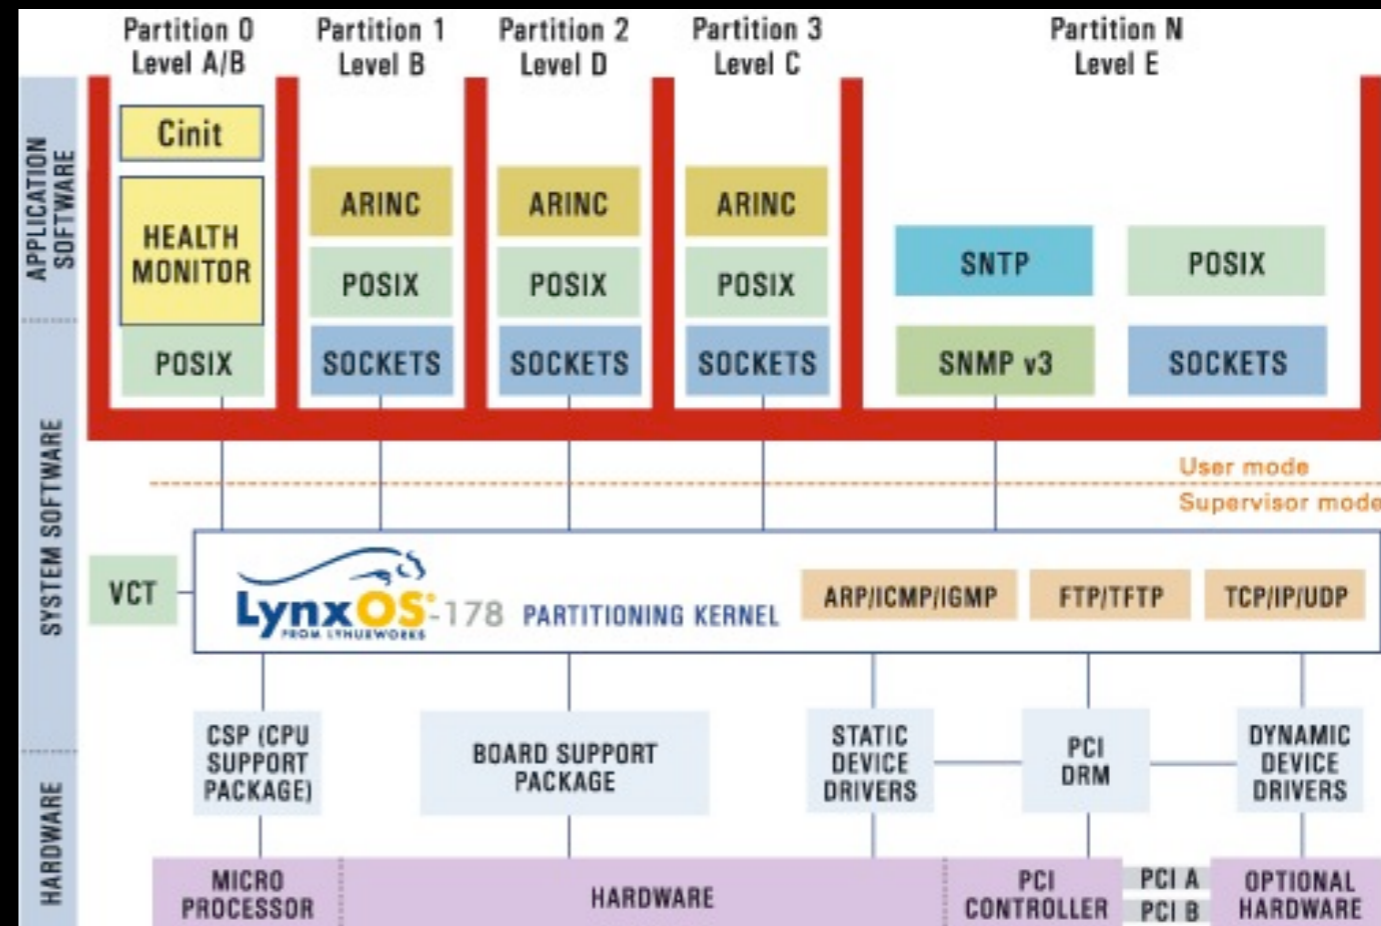 Partition 0
Level A/B
Partition 1
Level B
Partition 2
Level D
Partition 3
Level C
Partition N
Level E
APPLICATION
SOFTWARE
SYSTEM SOFTWARE
HARDWARE
Cinit
HEALTH
MONITOR
POSIX
ARINC
POSIX
SOCKETS
ARINC
POSIX
SOCKETS
ARINC
POSIX
SOCKETS
SNTP
POSIX
SNMP v3
SOCKETS
User mode
Supervisor mode
VCT
LynxOS®-178 PARTITIONING KERNEL
FROM LYNUXWORKS
ARP/ICMP/IGMP
FTP/TFTP
TCP/IP/UDP
CSP (CPU
SUPPORT
PACKAGE)
BOARD SUPPORT
PACKAGE
STATIC
DEVICE
DRIVERS
PCI
DRM
DYNAMIC
DEVICE
DRIVERS
MICRO
PROCESSOR
HARDWARE
PCI
CONTROLLER
PCI A
PCI B
OPTIONAL
HARDWARE